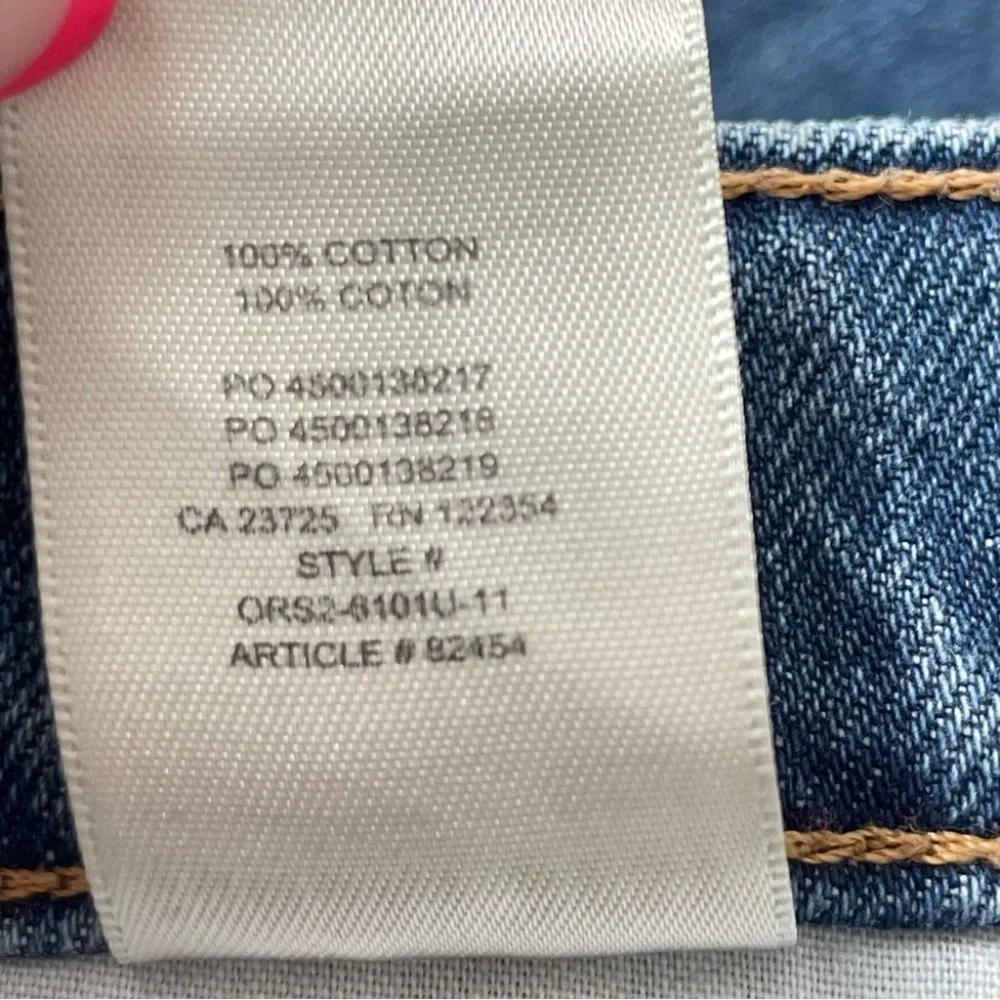 100% COTTON
100% COTON
PO 4500138217
PO 4500138218
PO 4500138219
CA 23725 RN 122354
STYLE #
ORS2-6101U-11
ARTICLE # 82454